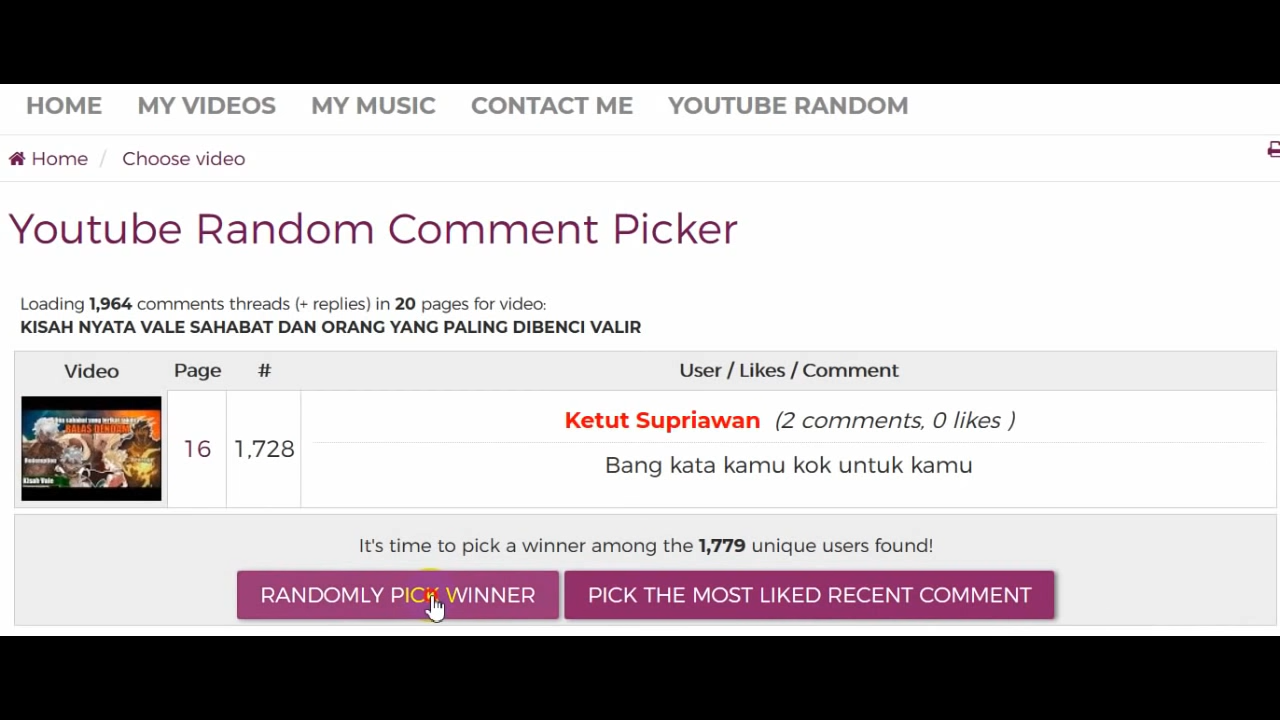 HOME MY VIDEOS MY MUSIC CONTACT ME YOUTUBE RANDOM
Home / Choose video
Youtube Random Comment Picker
Loading 1,964 comments threads (+ replies) in 20 pages for video:
KISAH NYATA VALE SAHABAT DAN ORANG YANG PALING DIBENCI VALIR
Video Page # User / Likes / Comment
BALAS DENDAM
Kisah Vale
16 1,728 Ketut Supriawan (2 comments, 0 likes )
Bang kata kamu kok untuk kamu
It's time to pick a winner among the 1,779 unique users found!
RANDOMLY PICK WINNER PICK THE MOST LIKED RECENT COMMENT